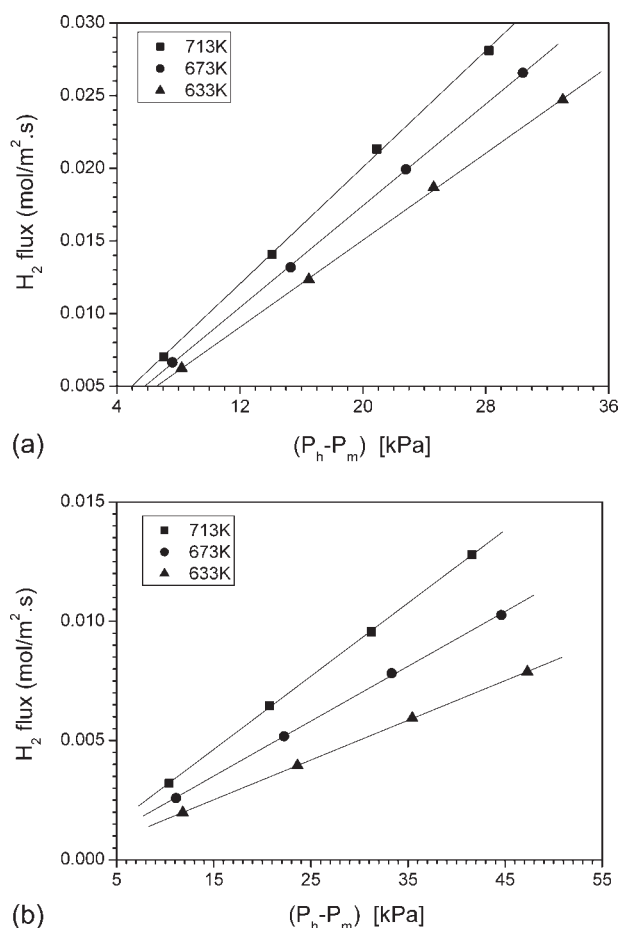 0.030
0.025
0.020
0.015
0.010
0.005
H₂ flux (mol/m².s)
713K
673K
633K
4 12 20 28 36
(a) (Pₕ-Pₘ) [kPa]
0.015
0.010
0.005
0.000
H₂ flux (mol/m².s)
713K
673K
633K
5 15 25 35 45 55
(b) (Pₕ-Pₘ) [kPa]